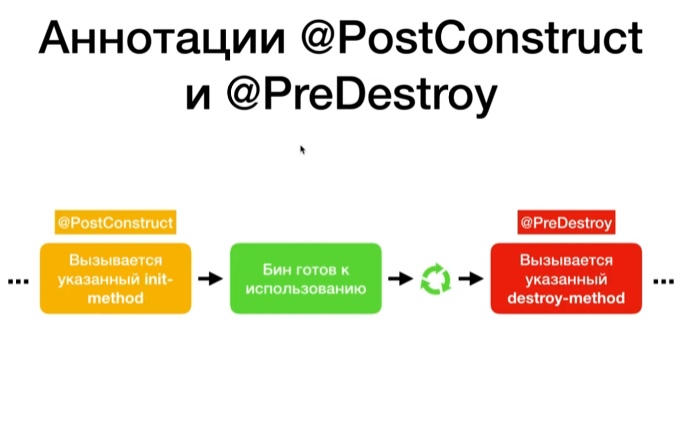 Аннотации @PostConstruct
и @PreDestroy
@PostConstruct
Вызывается
указанный init-
method
Бин готов к
использованию
@PreDestroy
Вызывается
указанный
destroy-method